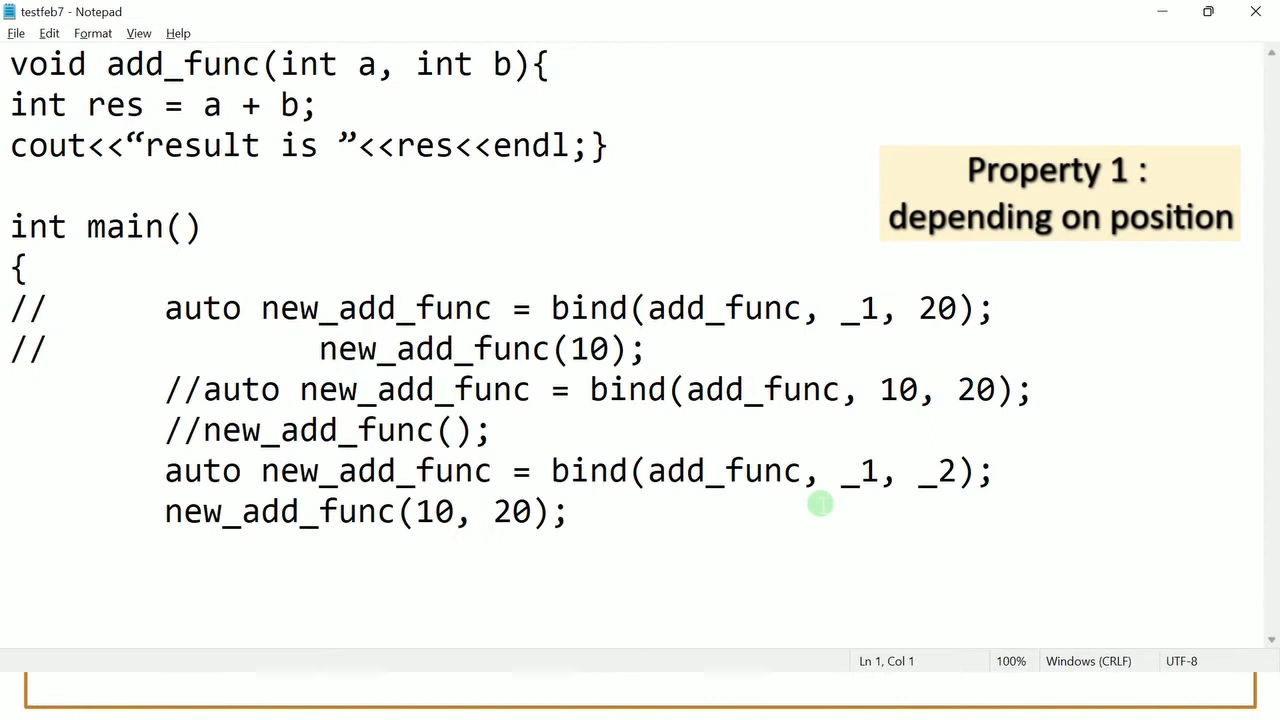 testfeb7 - Notepad
File Edit Format View Help
void add_func(int a, int b){
int res = a + b;
cout<<“result is ”<<res<<endl;}
Property 1 :
depending on position
int main()
{
// auto new_add_func = bind(add_func, _1, 20);
// new_add_func(10);
//auto new_add_func = bind(add_func, 10, 20);
//new_add_func();
auto new_add_func = bind(add_func, _1, _2);
new_add_func(10, 20);
Ln 1, Col 1 100% Windows (CRLF) UTF-8